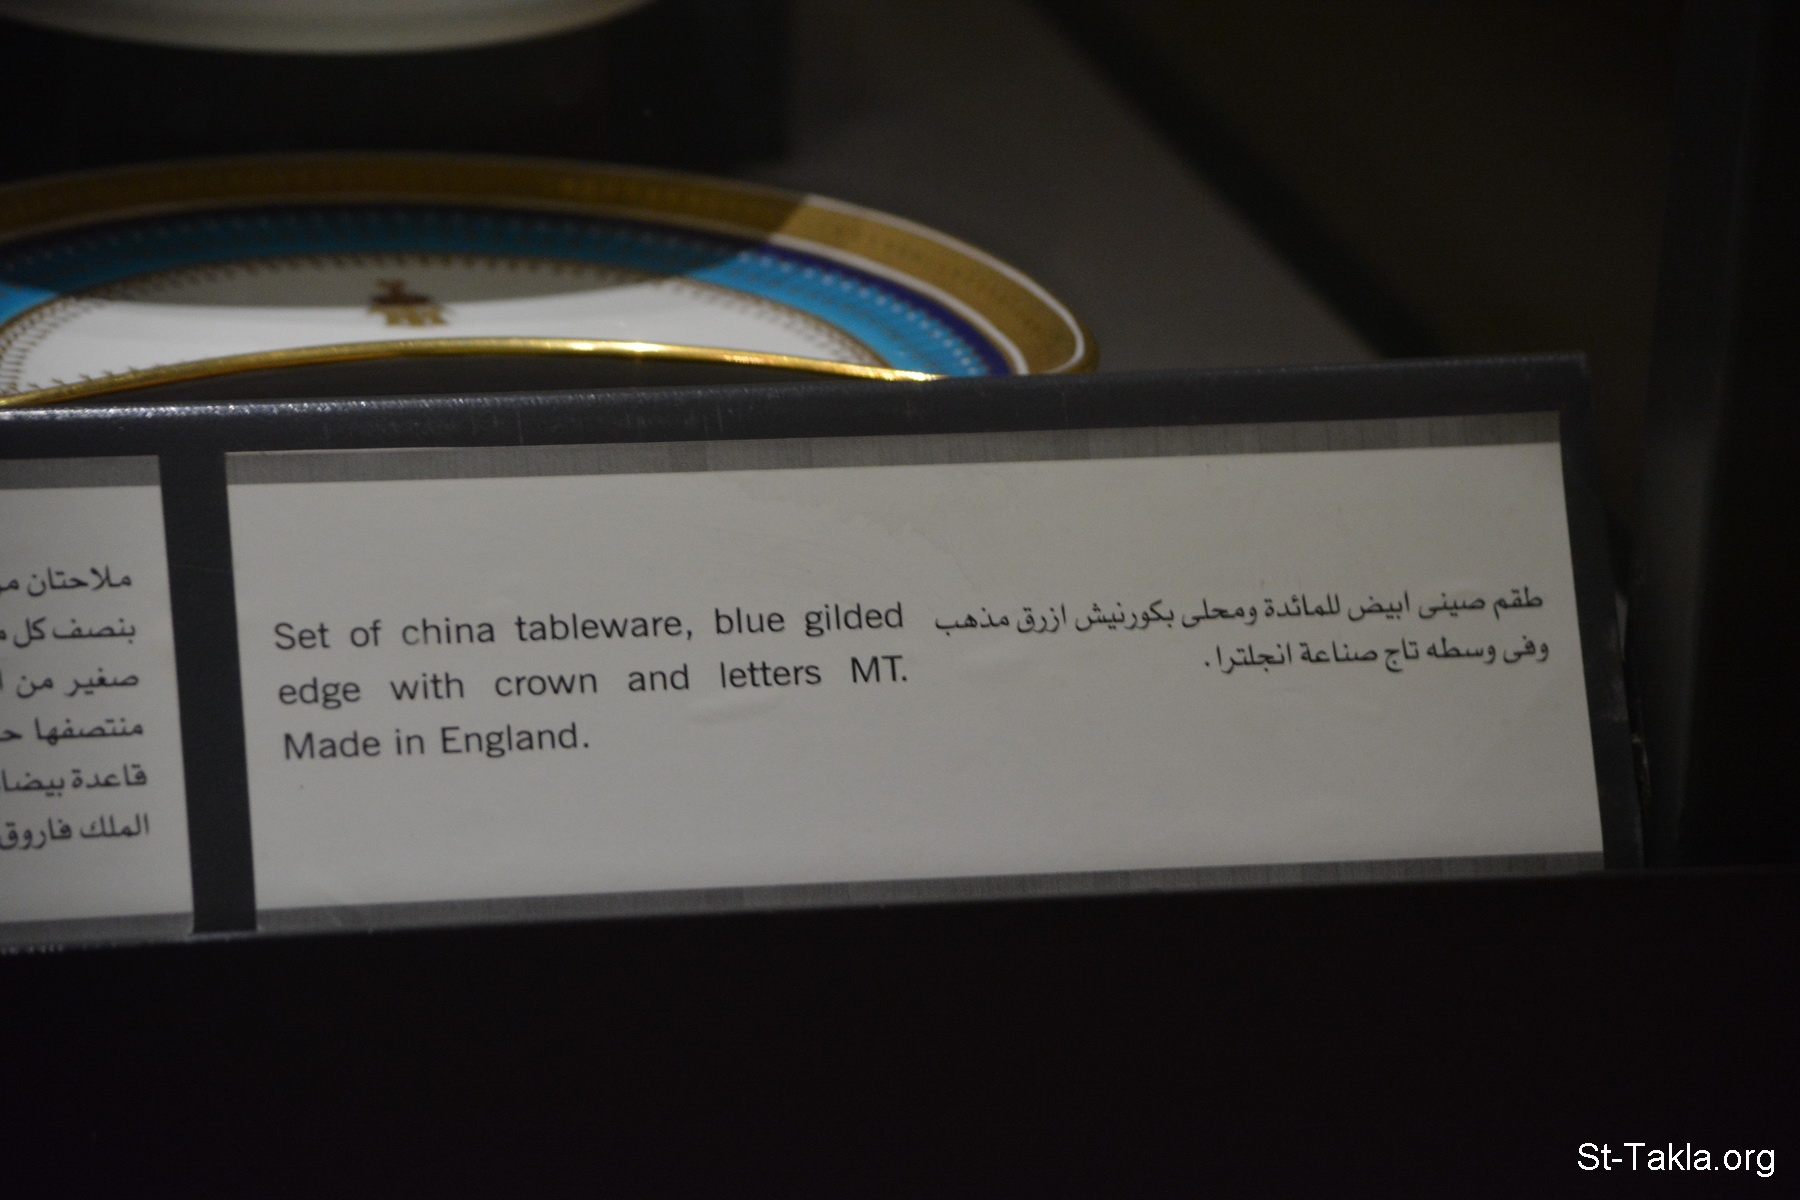 Set of china tableware, blue gilded
edge with crown and letters MT.
Made in England.
طقم صينى ابيض للمائدة ومحلى بكورنيش ازرق مذهب
وفى وسطه تاج صناعة انجلترا.
ملاحتان
بنصف كل
صغير من
منتصفها
قاعدة
الملك فاروق
St-Takla.org